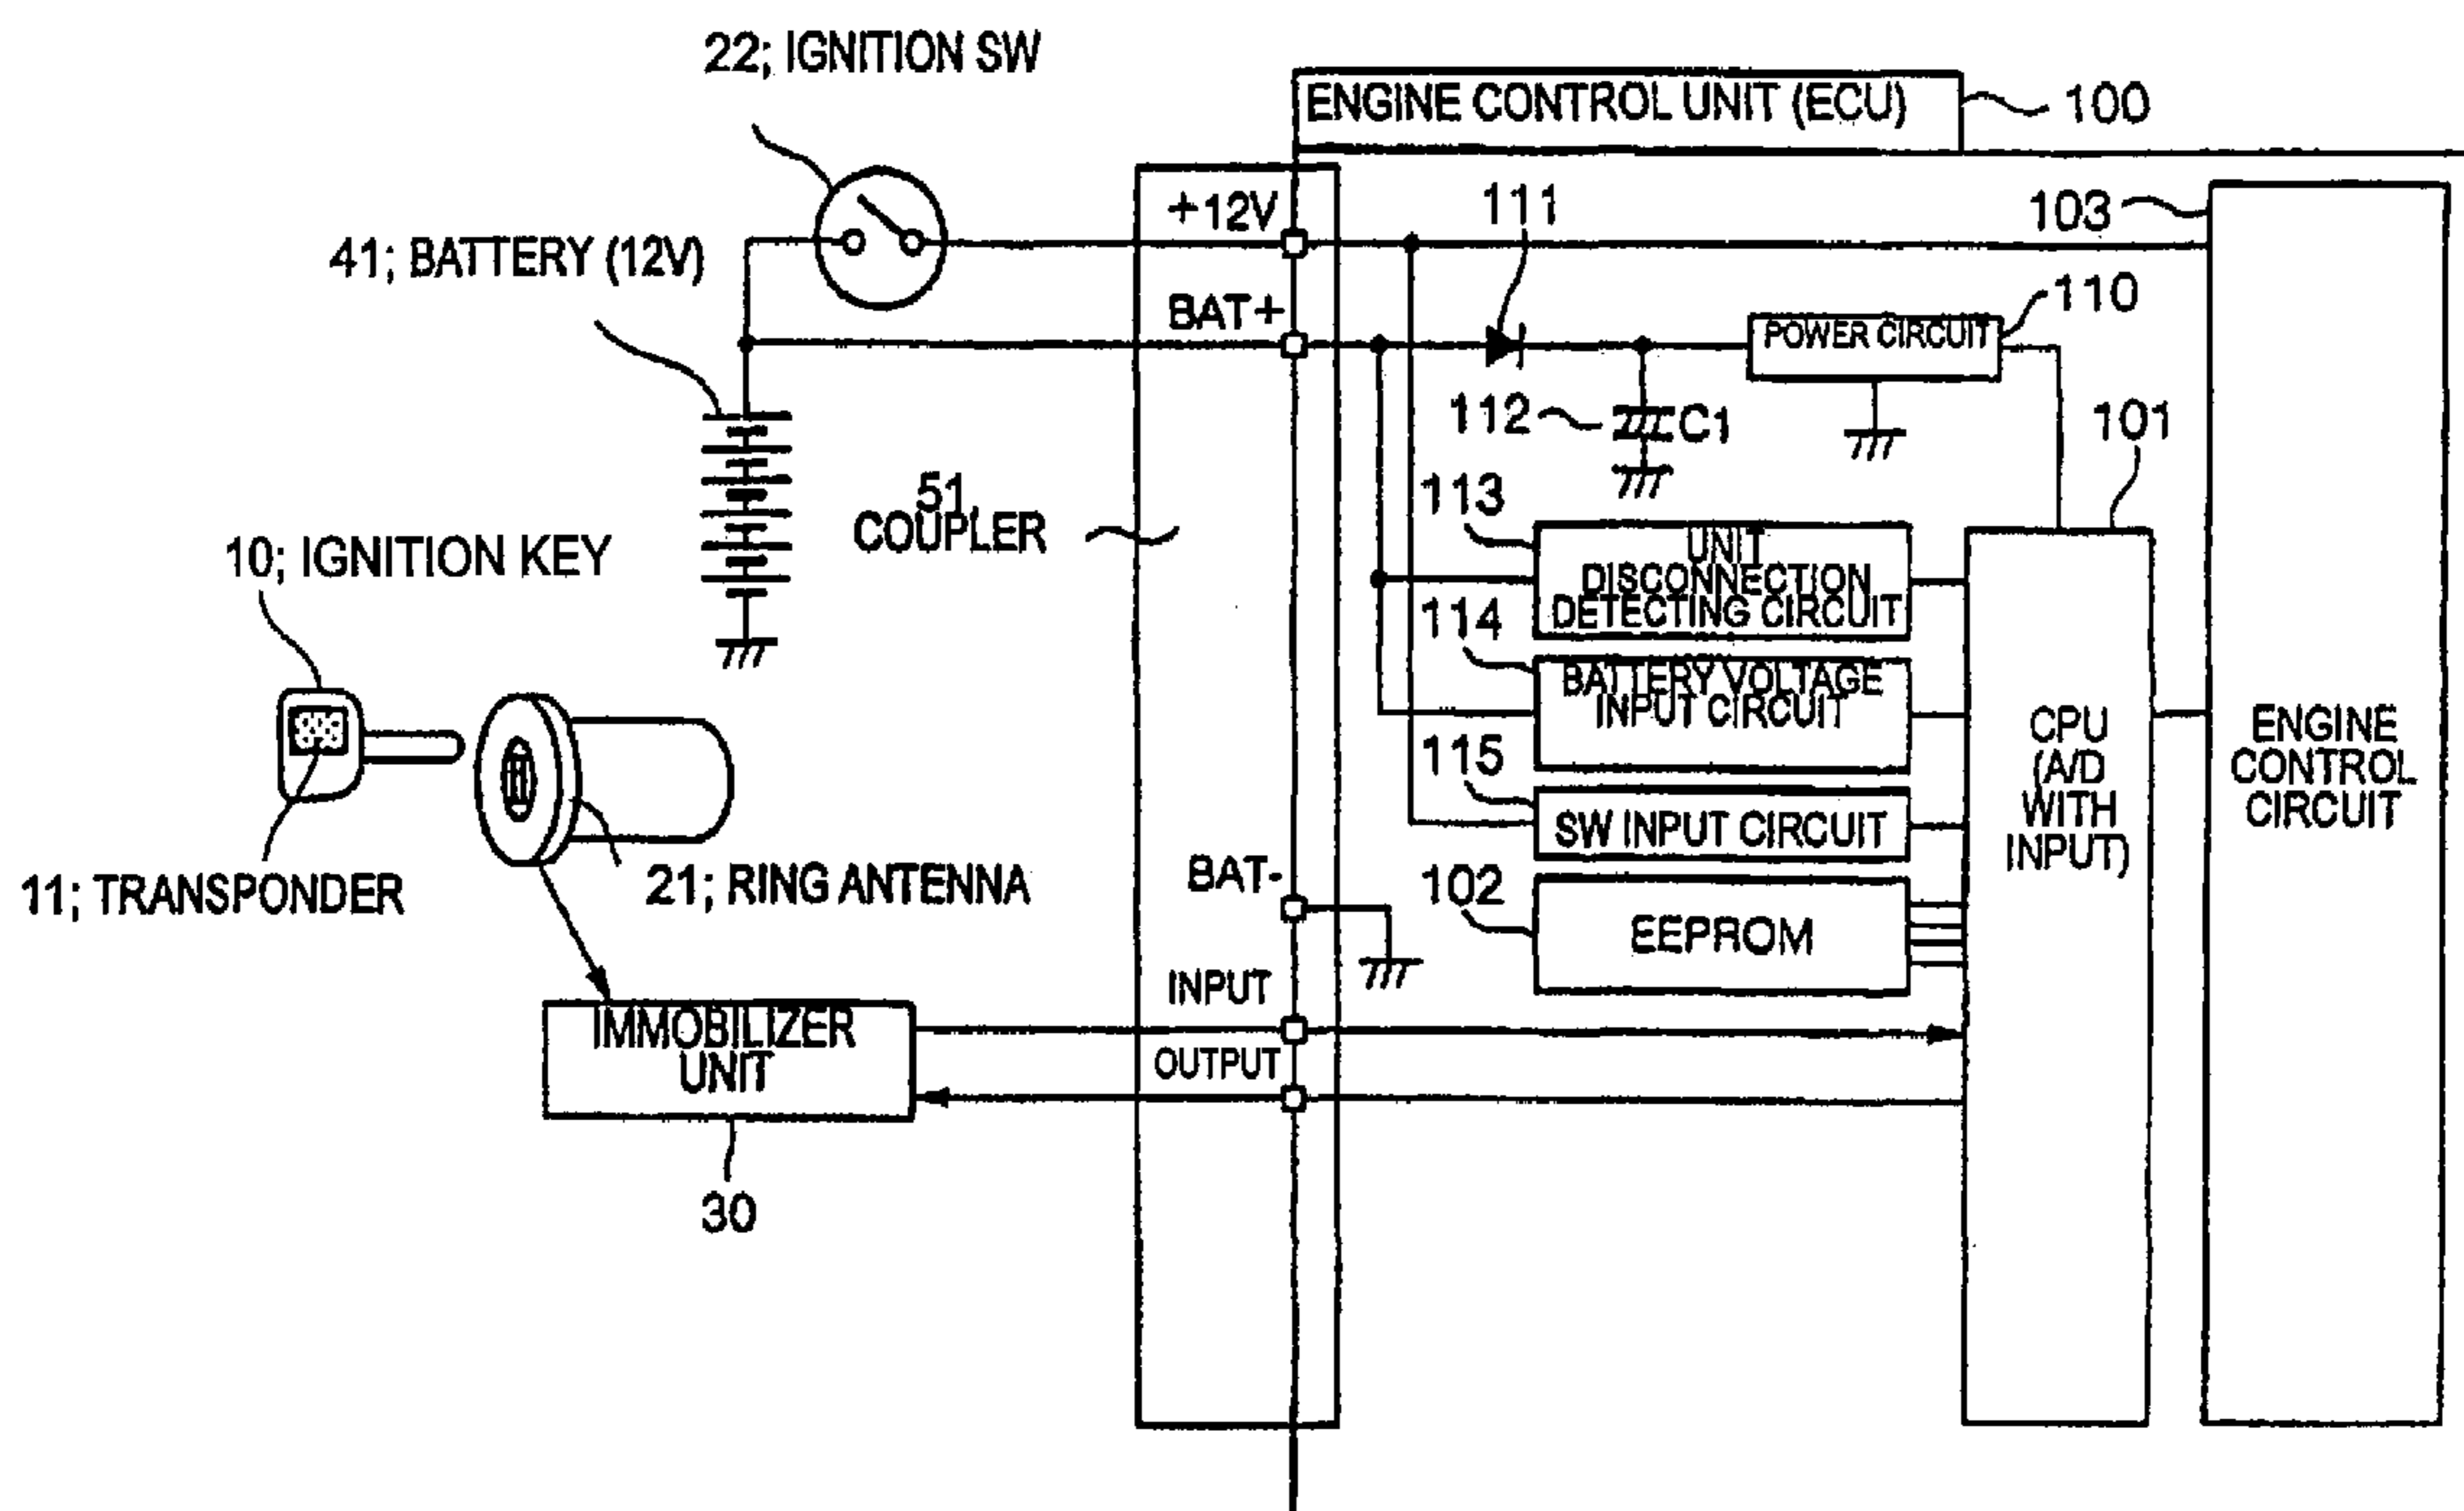 22; IGNITION SW
ENGINE CONTROL UNIT (ECU)
100
+12V
111
103
41; BATTERY (12V)
BAT+
110
POWER CIRCUIT
112
C1
101
51,
COUPLER
113
UNIT
DISCONNECTION
DETECTING CIRCUIT
10; IGNITION KEY
114
BATTERY VOLTAGE
INPUT CIRCUIT
CPU
(A/D
WITH
INPUT)
ENGINE
CONTROL
CIRCUIT
115
SW INPUT CIRCUIT
11; TRANSPONDER
21; RING ANTENNA
BAT-
102
EEPROM
INPUT
IMMOBILIZER
UNIT
OUTPUT
30